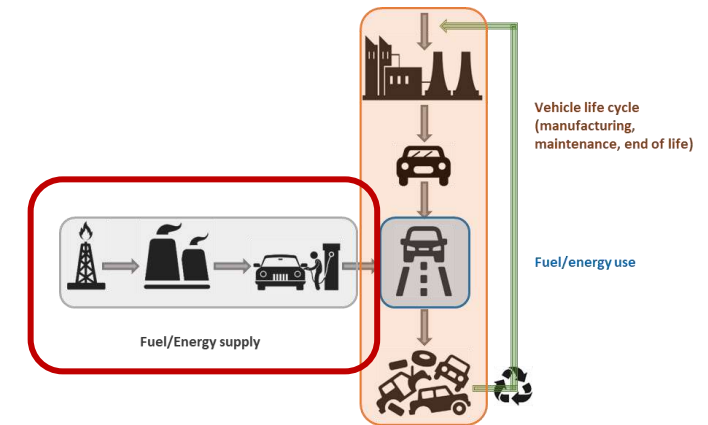 Vehicle life cycle
(manufacturing,
maintenance, end of life)
Fuel/energy use
Fuel/Energy supply